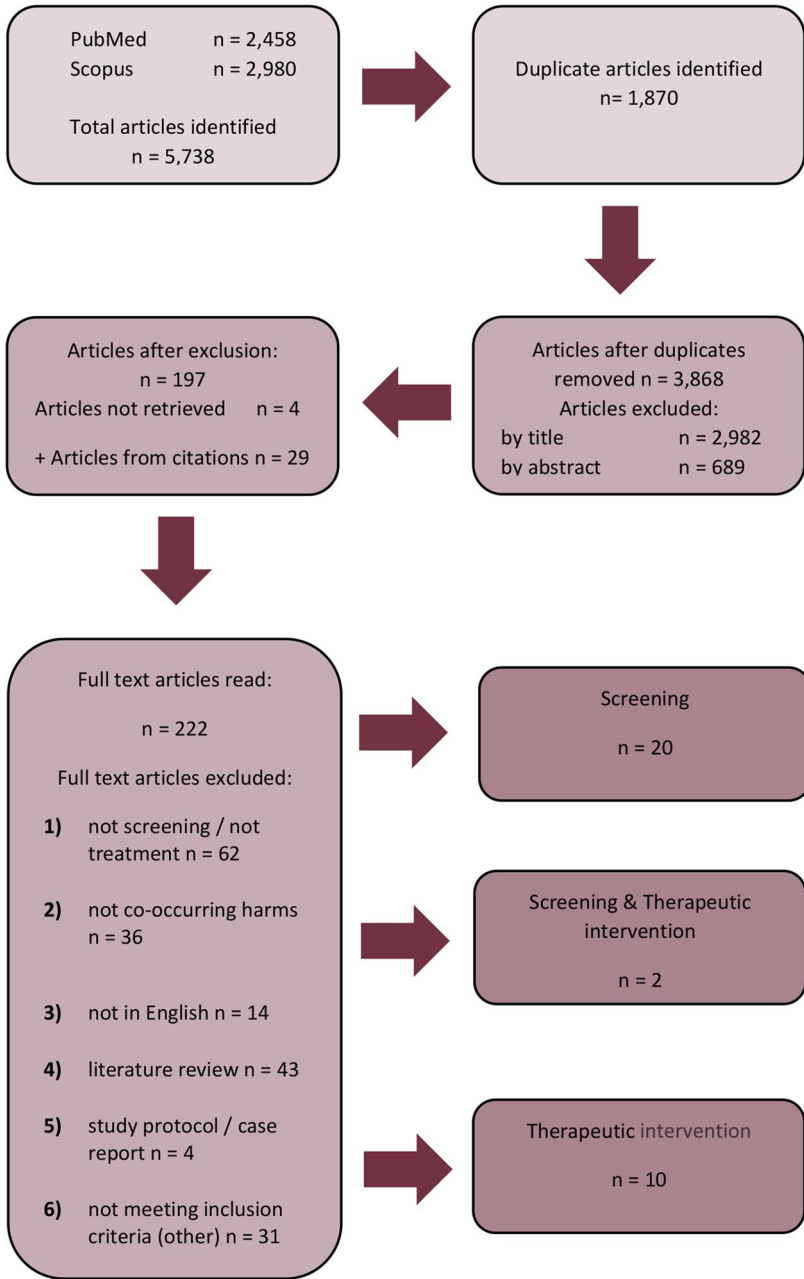 PubMed n = 2,458
Scopus n = 2,980
Total articles identified
n = 5,738
Duplicate articles identified
n= 1,870
Articles after duplicates
removed n = 3,868
Articles excluded:
by title n = 2,982
by abstract n = 689
Articles after exclusion:
n = 197
Articles not retrieved n = 4
+ Articles from citations n = 29
Full text articles read:
n = 222
Full text articles excluded:
1) not screening / not
treatment n = 62
2) not co-occurring harms
n = 36
3) not in English n = 14
4) literature review n = 43
5) study protocol / case
report n = 4
6) not meeting inclusion
criteria (other) n = 31
Screening
n = 20
Screening & Therapeutic
intervention
n = 2
Therapeutic intervention
n = 10